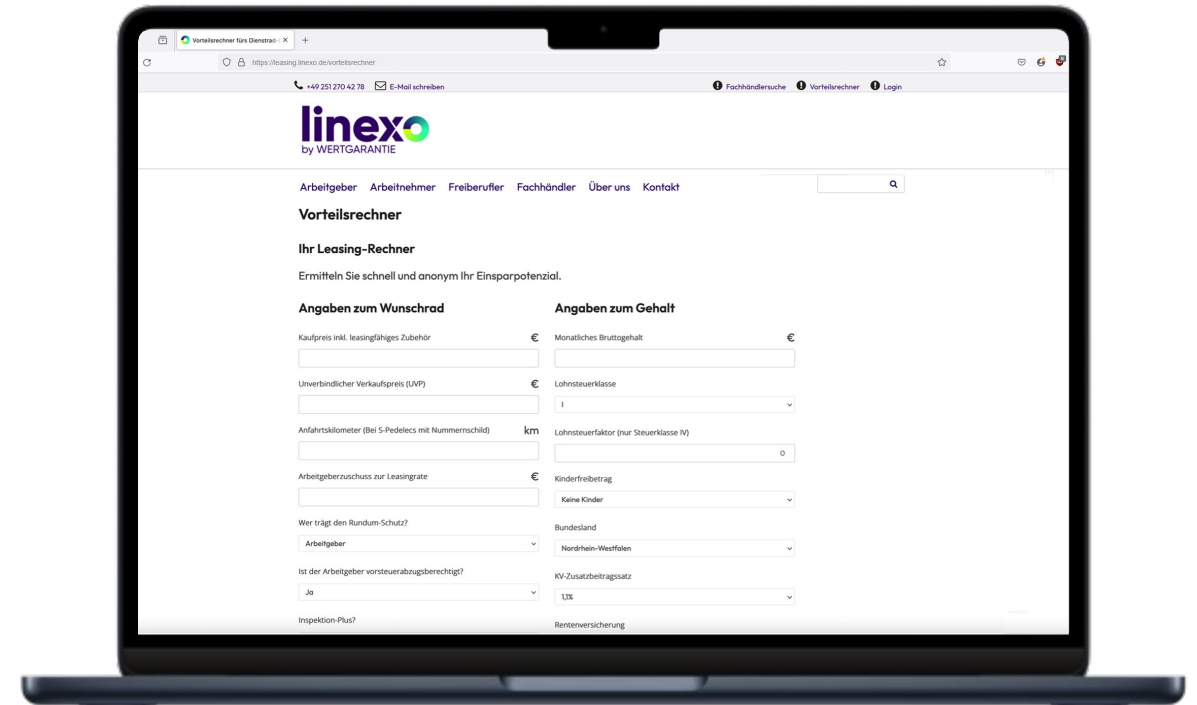 Vorteilsrechner fürs Dienstrad-
https://leasing.linexo.de/vorteilsrechner
+49 251 270 42 78 E-Mail schreiben Fachhändlersuche Vorteilsrechner Login
linexo
by WERTGARANTIE
Arbeitgeber Arbeitnehmer Freiberufler Fachhändler Über uns Kontakt
Vorteilsrechner
Ihr Leasing-Rechner
Ermitteln Sie schnell und anonym Ihr Einsparpotenzial.
Angaben zum Wunschrad
Kaufpreis inkl. leasingfähiges Zubehör €
Unverbindlicher Verkaufspreis (UVP) €
Anfahrtskilometer (Bei S-Pedelecs mit Nummernschild) km
Arbeitgeberzuschuss zur Leasingrate €
Wer trägt den Rundum-Schutz?
Arbeitgeber
Ist der Arbeitgeber vorsteuerabzugsberechtigt?
Ja
Inspektion-Plus?
Angaben zum Gehalt
Monatliches Bruttogehalt €
Lohnsteuerklasse
I
Lohnsteuerfaktor (nur Steuerklasse IV)
0
Kinderfreibetrag
Keine Kinder
Bundesland
Nordrhein-Westfalen
KV-Zusatzbeitragssatz
1,1%
Rentenversicherung